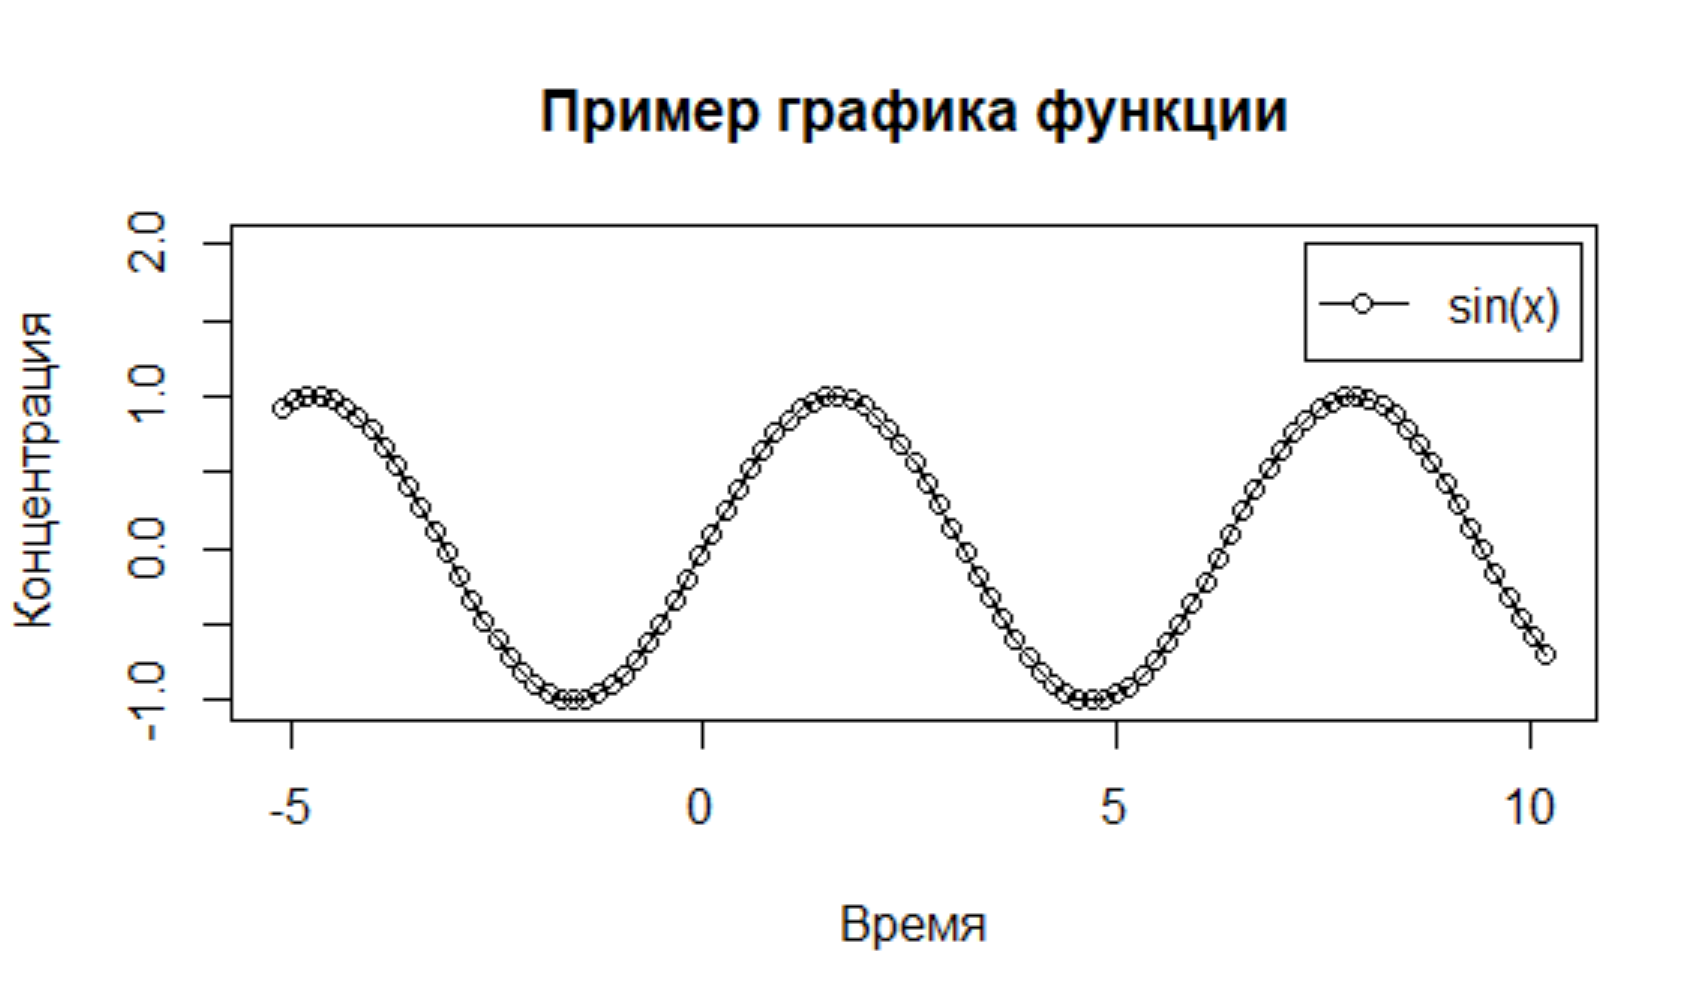 Пример графика функции
sin(x)
Концентрация
2.0
1.0
0.0
-1.0
-5 0 5 10
Время